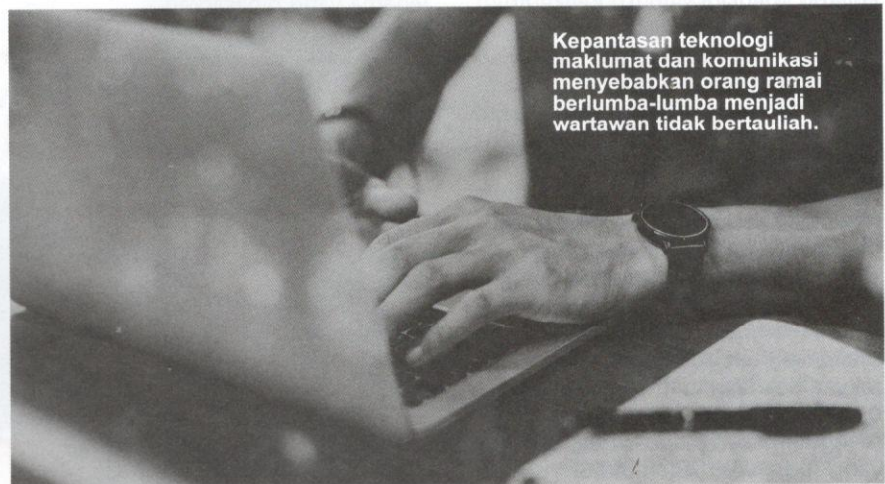 Kepantasan teknologi
maklumat dan komunikasi
menyebabkan orang ramai
berlumba-lumba menjadi
wartawan tidak bertauliah.